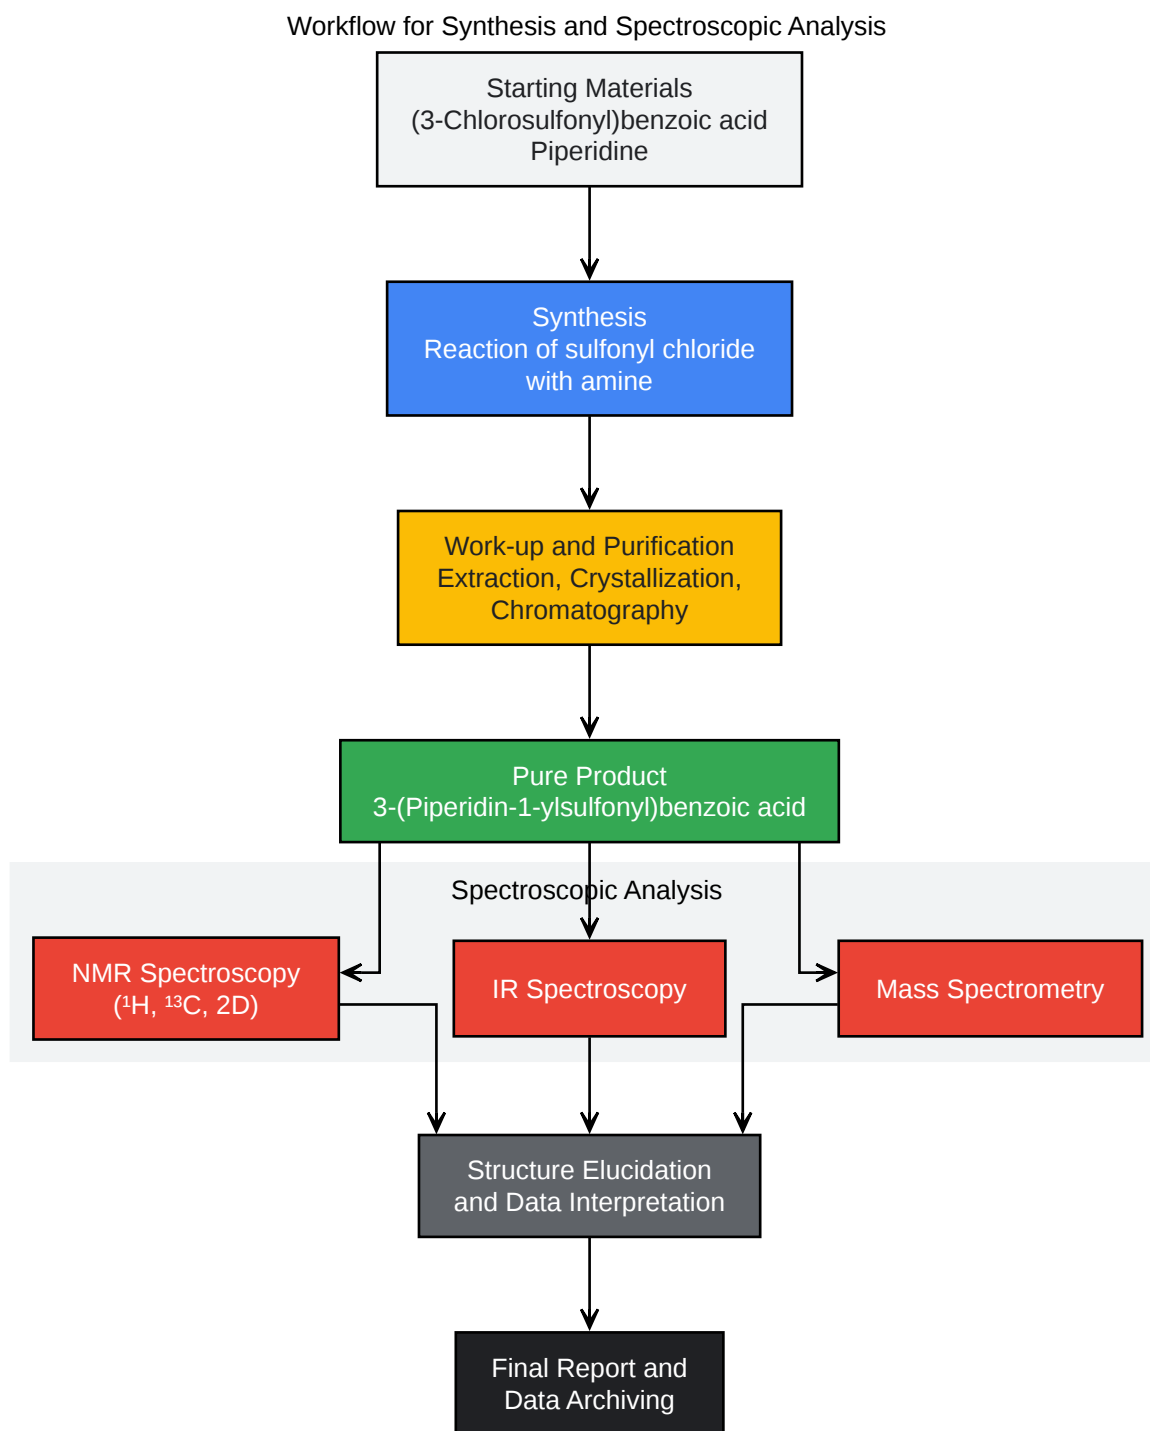 Workflow for Synthesis and Spectroscopic Analysis
Starting Materials
(3-Chlorosulfonyl)benzoic acid
Piperidine
Synthesis
Reaction of sulfonyl chloride
with amine
Work-up and Purification
Extraction, Crystallization,
Chromatography
Pure Product
3-(Piperidin-1-ylsulfonyl)benzoic acid
Spectroscopic Analysis
NMR Spectroscopy
(¹H, ¹³C, 2D)
IR Spectroscopy
Mass Spectrometry
Structure Elucidation
and Data Interpretation
Final Report and
Data Archiving